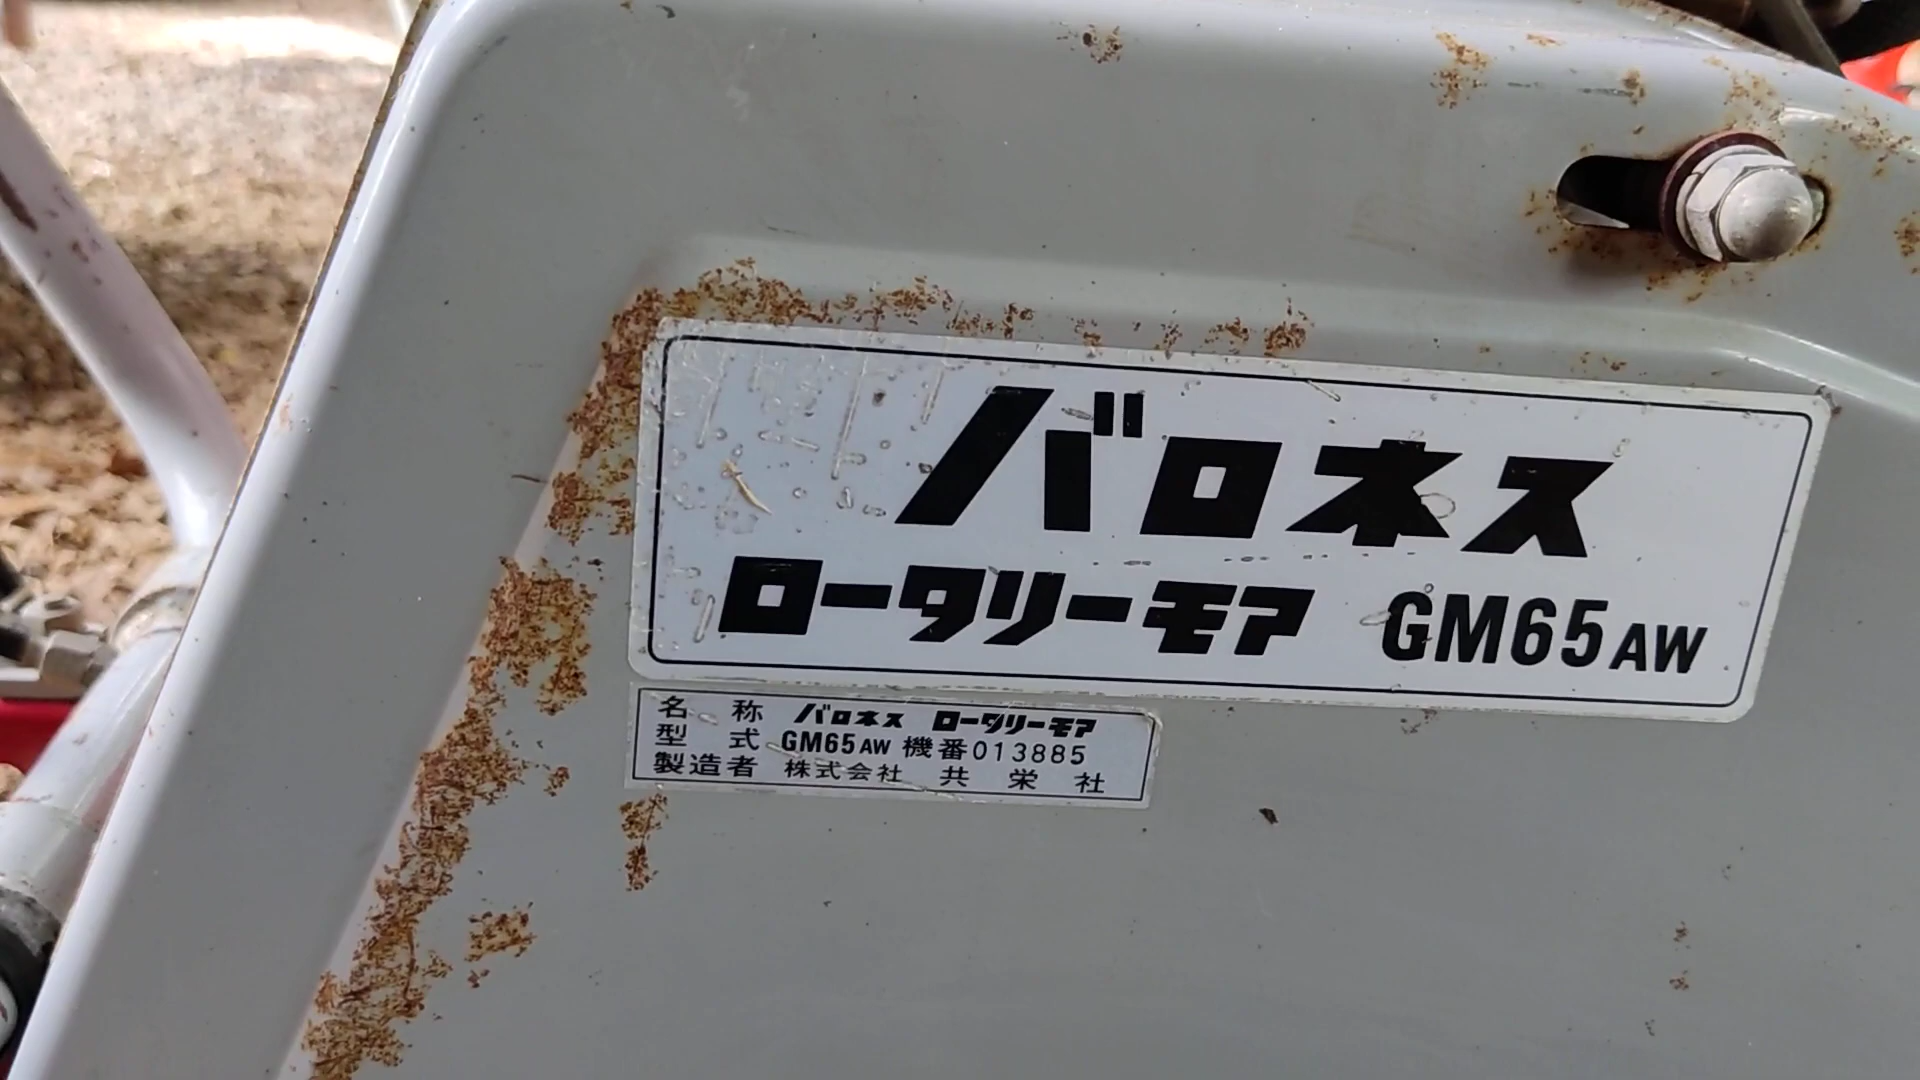 バロネス
ロータリーモア GM65AW
名称 バロネス ロータリーモア
型式 GM65AW 機番013885
製造者 株式会社 共栄社